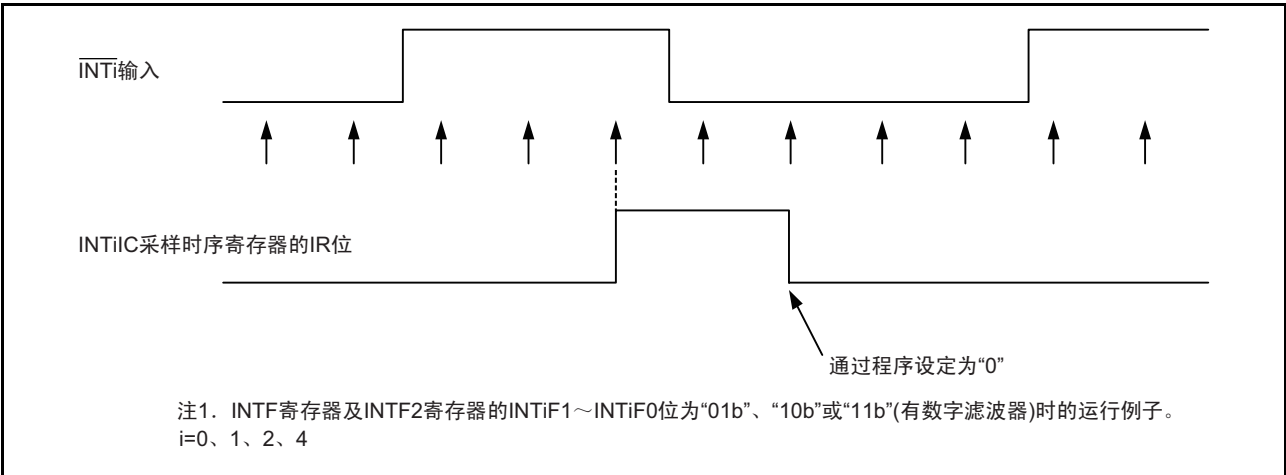 INTi输入
INTiIC采样时序寄存器的IR位
通过程序设定为“0”
注1．INTF寄存器及INTF2寄存器的INTiF1～INTiF0位为“01b”、“10b”或“11b”(有数字滤波器)时的运行例子。
i=0、1、2、4